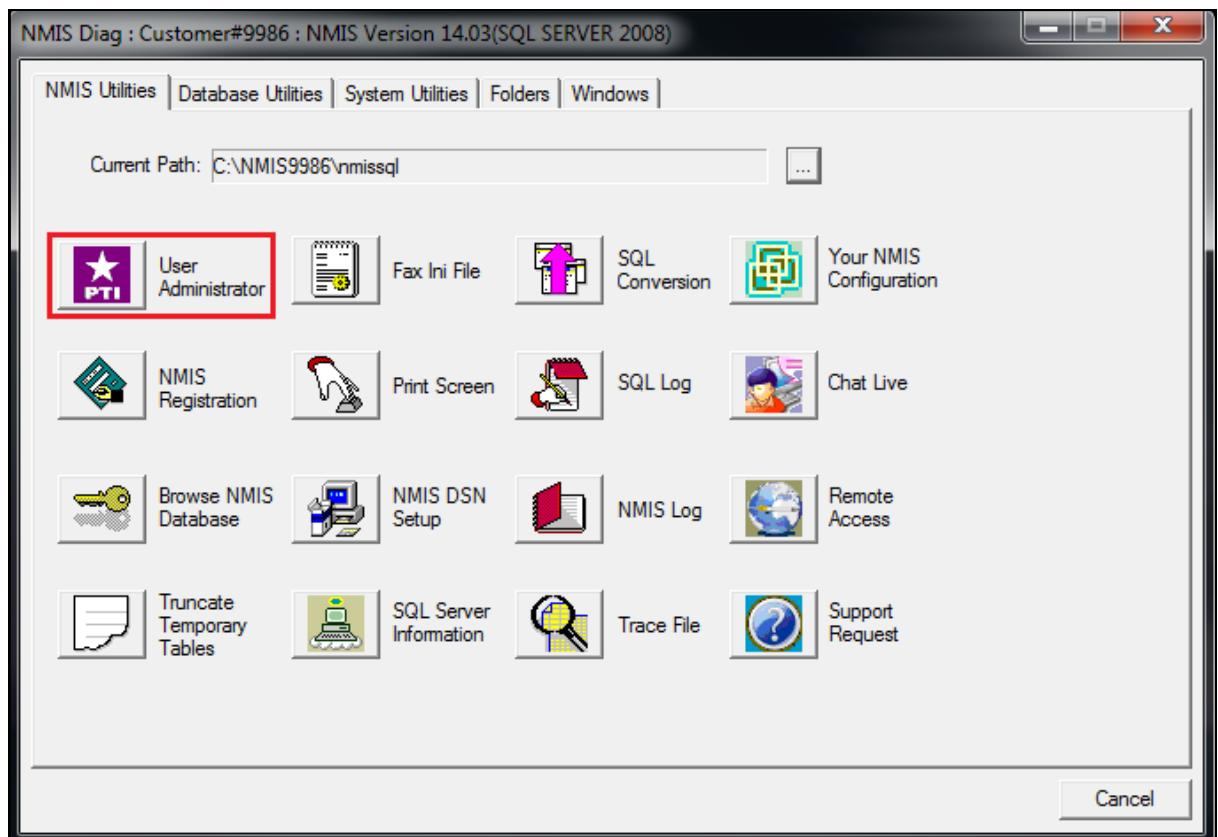 NMIS Diag : Customer#9986 : NMIS Version 14.03(SQL SERVER 2008)
NMIS Utilities Database Utilities System Utilities Folders Windows
Current Path: C:\NMIS9986\nmissql ...
PTI
User
Administrator
Fax Ini File
SQL
Conversion
Your NMIS
Configuration
NMIS
Registration
Print Screen
SQL Log
Chat Live
Browse NMIS
Database
NMIS DSN
Setup
NMIS Log
Remote
Access
Truncate
Temporary
Tables
SQL Server
Information
Trace File
Support
Request
Cancel